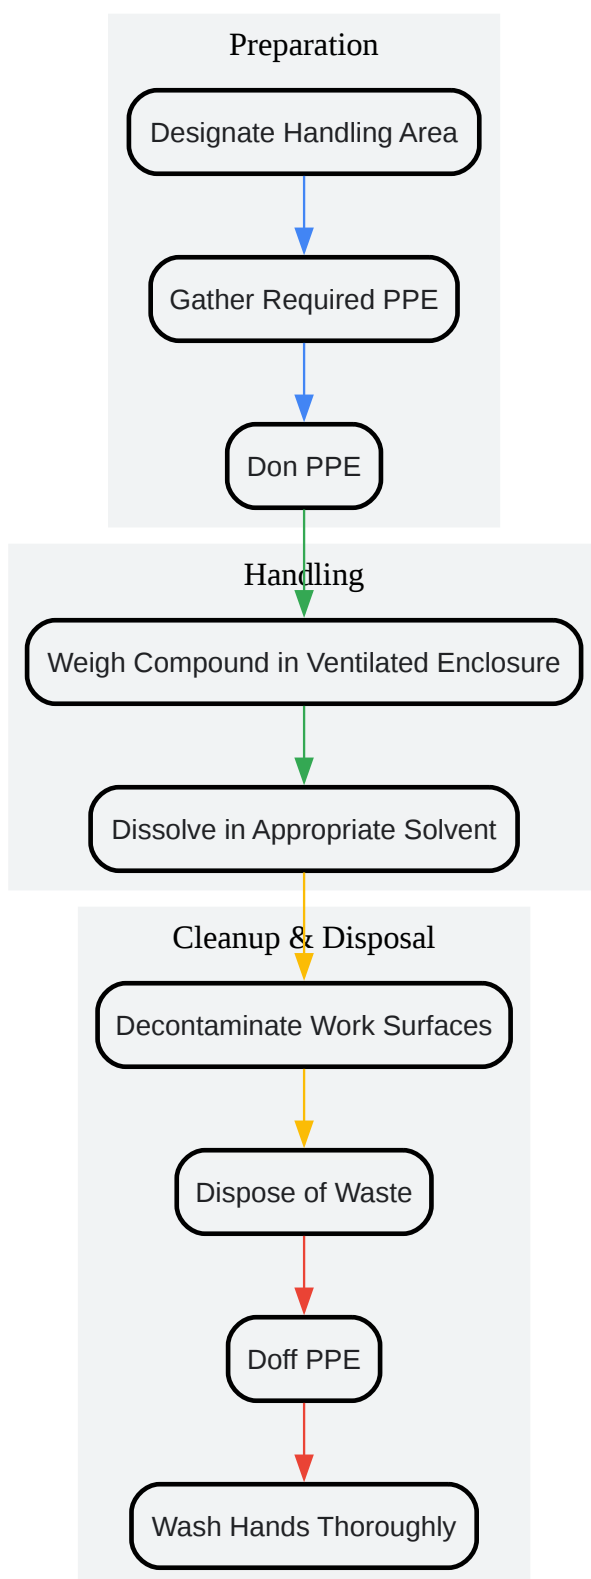 Preparation
Designate Handling Area
Gather Required PPE
Don PPE
Handling
Weigh Compound in Ventilated Enclosure
Dissolve in Appropriate Solvent
Cleanup & Disposal
Decontaminate Work Surfaces
Dispose of Waste
Doff PPE
Wash Hands Thoroughly